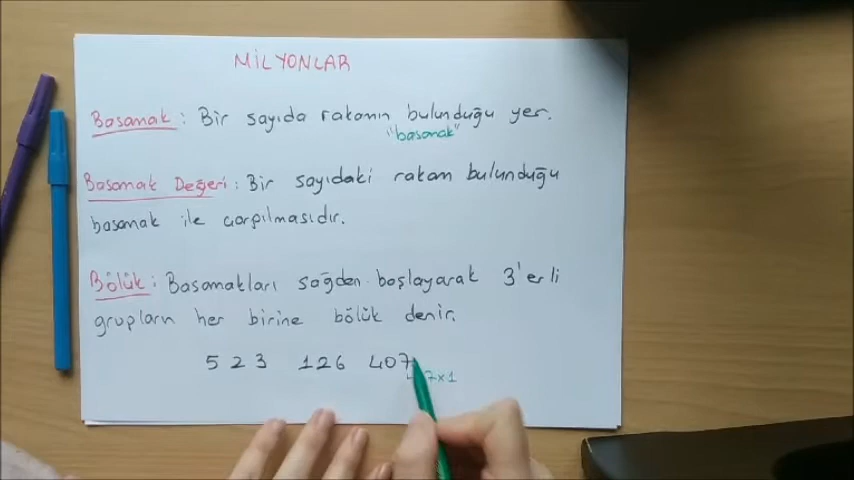 MİLYONLAR
Basamak: Bir sayıda rakamın bulunduğu yer.
"basamak"
Basamak Değeri: Bir sayıdaki rakam bulunduğu
basamak ile çarpılmasıdır.
Bölük: Basamakları sağdan başlayarak 3'erli
grupların her birine bölük denir.
523 126 407
7x1